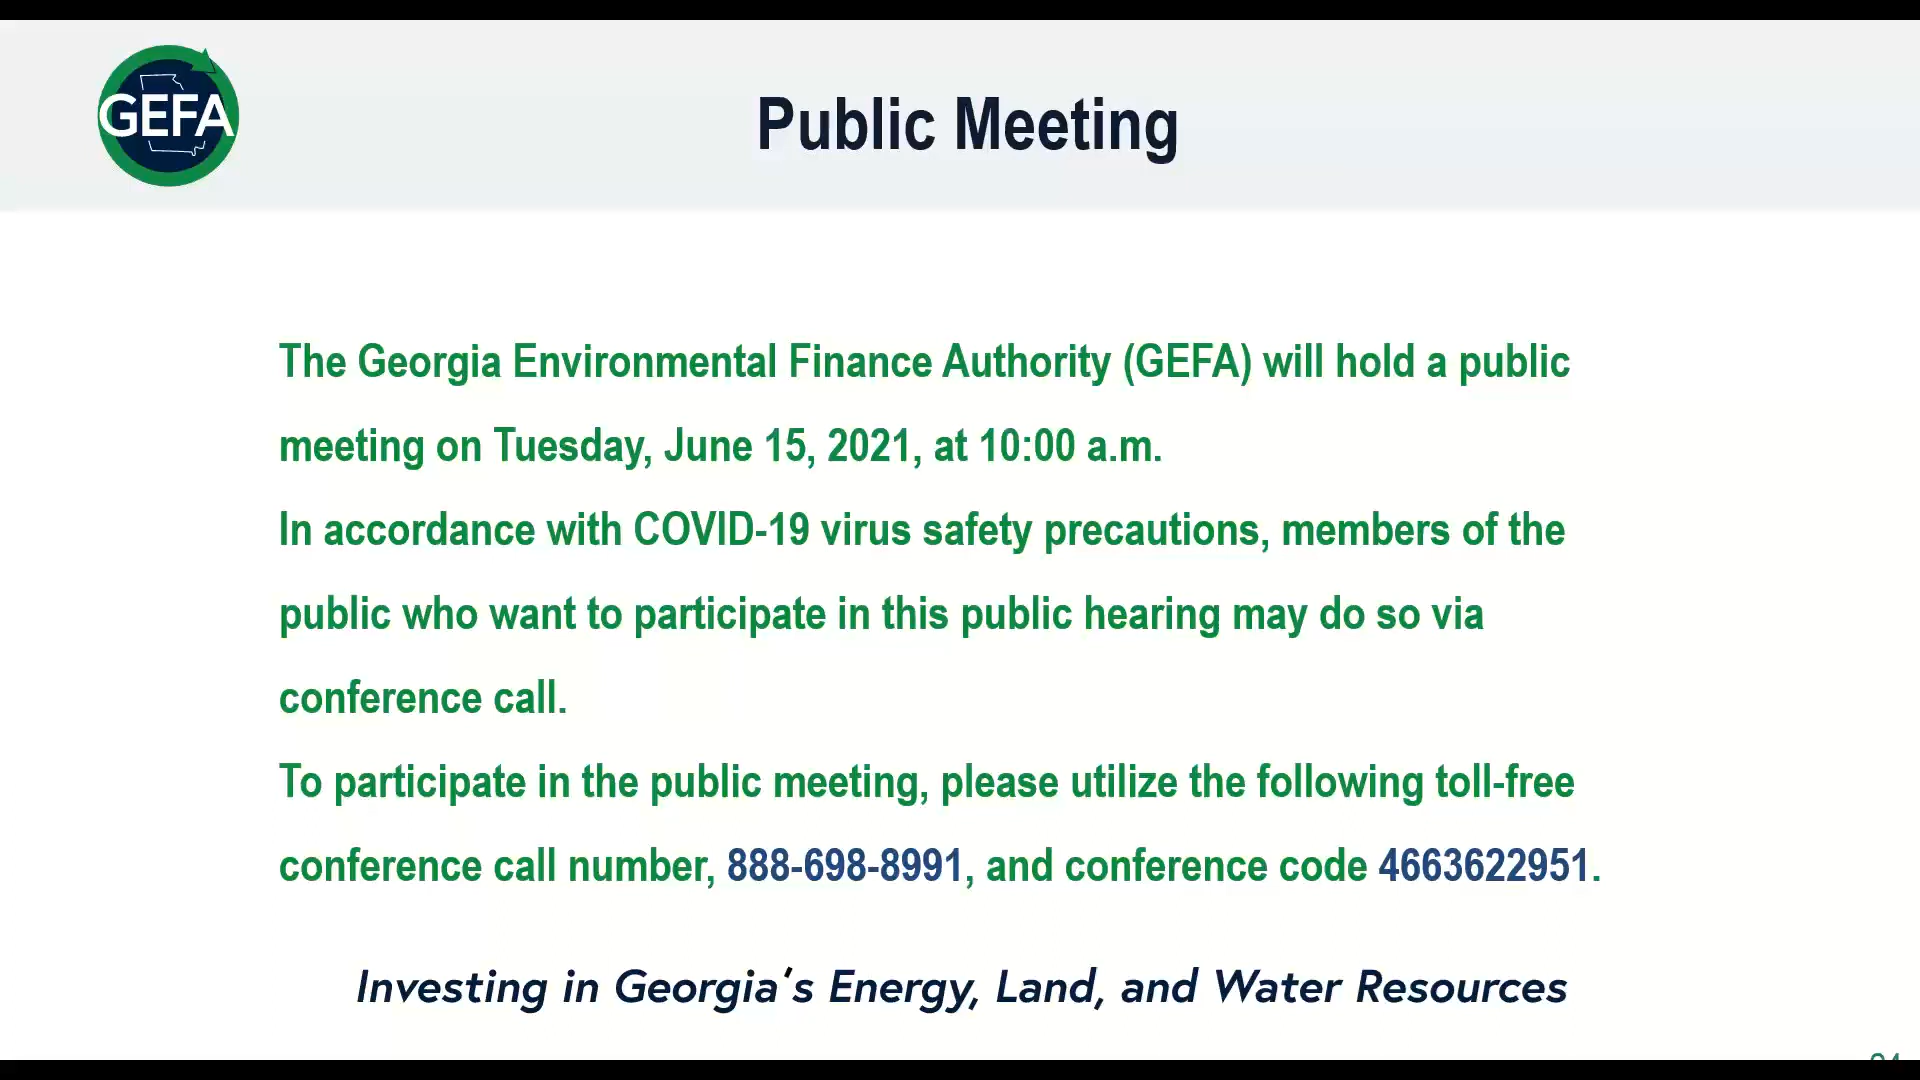 GEFA
Public Meeting
The Georgia Environmental Finance Authority (GEFA) will hold a public
meeting on Tuesday, June 15, 2021, at 10:00 a.m.
In accordance with COVID-19 virus safety precautions, members of the
public who want to participate in this public hearing may do so via
conference call.
To participate in the public meeting, please utilize the following toll-free
conference call number, 888-698-8991, and conference code 4663622951.
Investing in Georgia's Energy, Land, and Water Resources